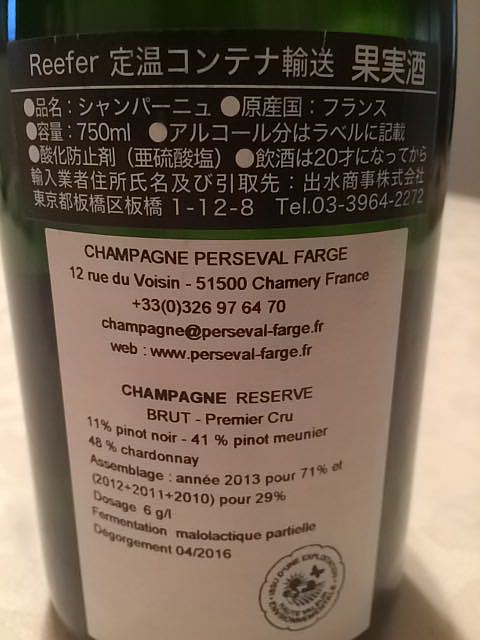 Reefer 定温コンテナ輸送 果実酒
●品名：シャンパーニュ ●原産国：フランス
●容量：750ml ●アルコール分はラベルに記載
●酸化防止剤（亜硫酸塩）●飲酒は20才になってから
輸入業者住所氏名及び引取先：出水商事株式会社
東京都板橋区板橋 1-12-8 Tel.03-3964-2272
CHAMPAGNE PERSEVAL FARGE
12 rue du Voisin - 51500 Chamery France
+33(0)326 97 64 70
champagne@perseval-farge.fr
web : www.perseval-farge.fr
CHAMPAGNE RESERVE
BRUT - Premier Cru
11% pinot noir - 41 % pinot meunier
48 % chardonnay
Assemblage : année 2013 pour 71% et
(2012+2011+2010) pour 29%
Dosage 6 g/l
Fermentation malolactique partielle
Dégorgement 04/2016
ISSU D'UNE EXPLOITATION
HAUTE VALEUR
ENVIRONNEMENTALE